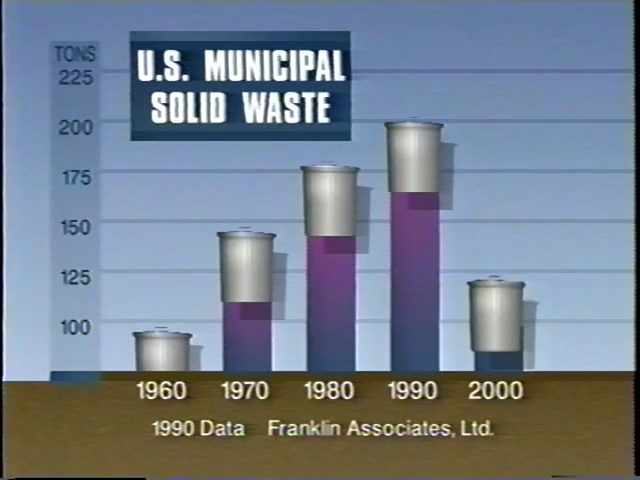 TONS
U.S. MUNICIPAL
SOLID WASTE
225
200
175
150
125
100
1960 1970 1980 1990 2000
1990 Data Franklin Associates, Ltd.